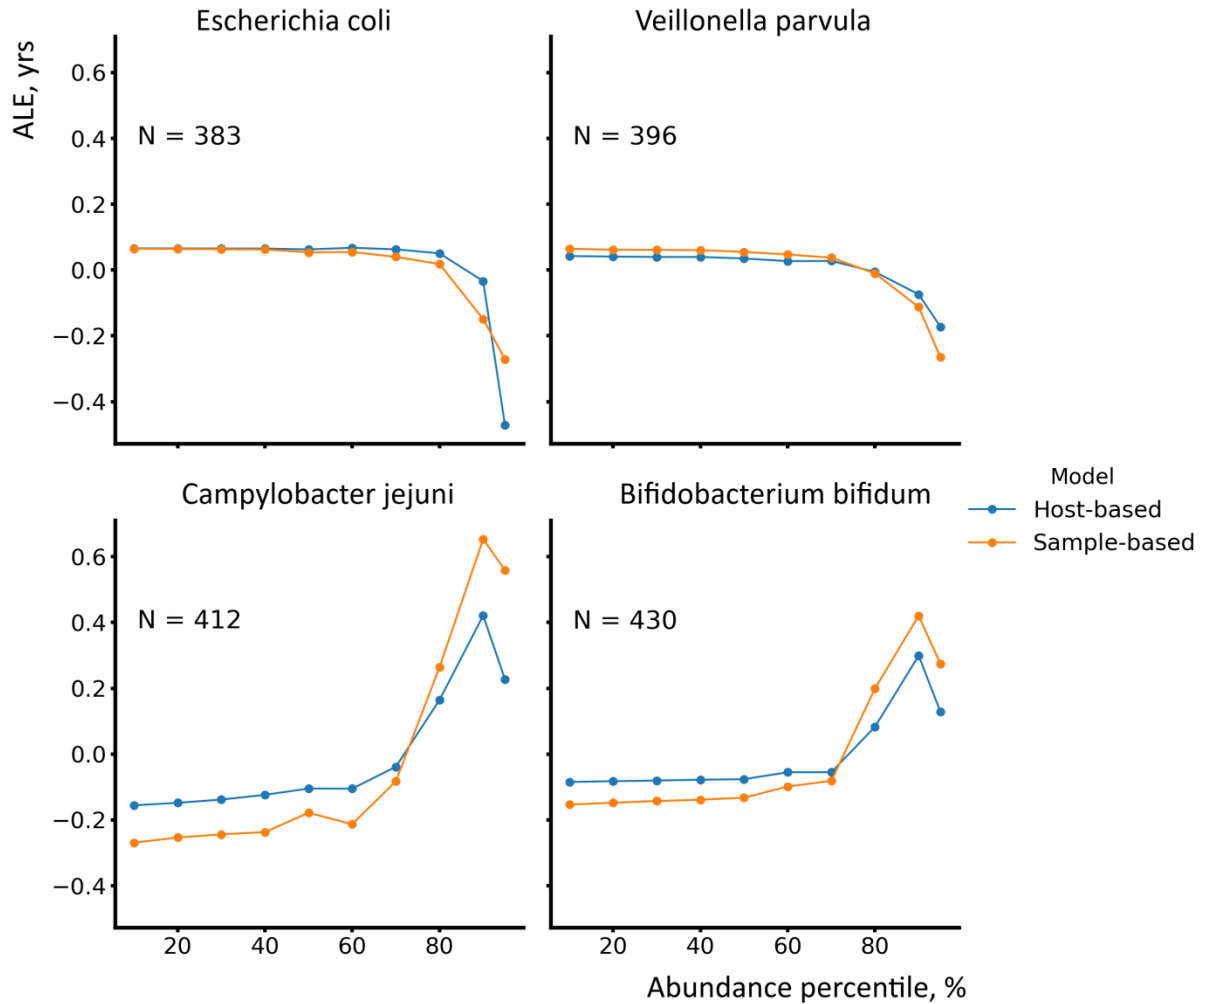 Escherichia coli
Veillonella parvula
ALE, yrs
0.6
0.4
0.2
0.0
−0.2
−0.4
N = 383
N = 396
Campylobacter jejuni
Bifidobacterium bifidum
0.6
0.4
0.2
0.0
−0.2
−0.4
N = 412
N = 430
20 40 60 80
20 40 60 80
Abundance percentile, %
Model
Host-based
Sample-based